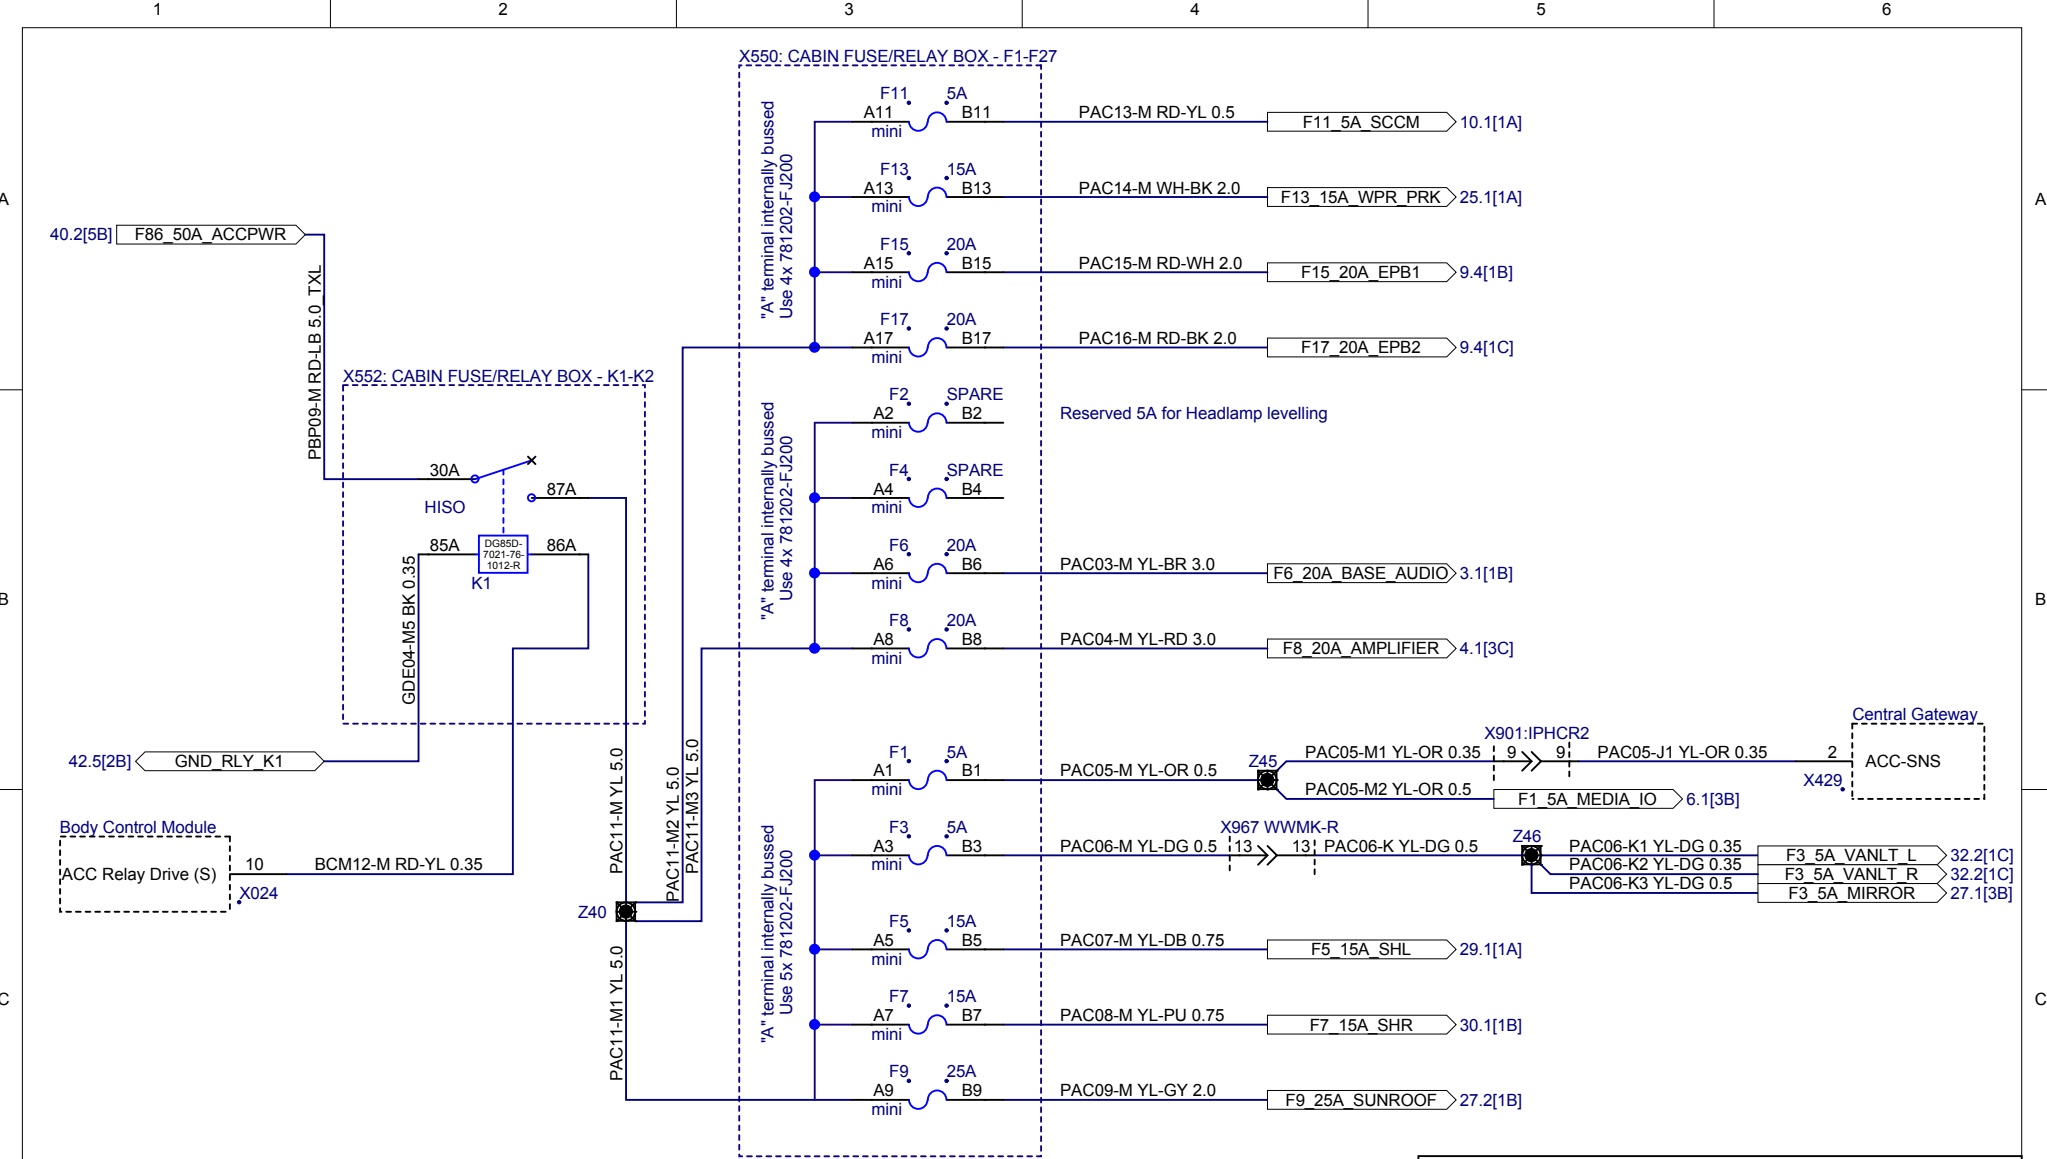 1 2 3 4 5 6
X550: CABIN FUSE/RELAY BOX - F1-F27
"A" terminal internally bussed
Use 4x 781202-FJ200
F11 5A
A11 B11
mini
PAC13-M RD-YL 0.5
F11_5A_SCCM 10.1[1A]
F13 15A
A13 B13
mini
PAC14-M WH-BK 2.0
F13_15A_WPR_PRK 25.1[1A]
F15 20A
A15 B15
mini
PAC15-M RD-WH 2.0
F15_20A_EPB1 9.4[1B]
F17 20A
A17 B17
mini
PAC16-M RD-BK 2.0
F17_20A_EPB2 9.4[1C]
A A
40.2[5B] F86_50A_ACCPWR
PBP09-M RD-LB 5.0_TXL
X552: CABIN FUSE/RELAY BOX - K1-K2
30A
87A
HISO
85A 86A
DG85D-
7021-76-
1012-R
K1
GDE04-M5 BK 0.35
"A" terminal internally bussed
Use 4x 781202-FJ200
F2 SPARE
A2 B2
mini
Reserved 5A for Headlamp levelling
F4 SPARE
A4 B4
mini
F6 20A
A6 B6
mini
PAC03-M YL-BR 3.0
F6_20A_BASE_AUDIO 3.1[1B]
F8 20A
A8 B8
mini
PAC04-M YL-RD 3.0
F8_20A_AMPLIFIER 4.1[3C]
B B
42.5[2B] GND_RLY_K1
PAC11-M YL 5.0
PAC11-M2 YL 5.0
PAC11-M3 YL 5.0
Body Control Module
ACC Relay Drive (S)
10
X024
BCM12-M RD-YL 0.35
Z40
PAC11-M1 YL 5.0
"A" terminal internally bussed
Use 5x 781202-FJ200
F1 5A
A1 B1
mini
PAC05-M YL-OR 0.5
Z45
PAC05-M1 YL-OR 0.35
X901:IPHCR2
9 9
PAC05-J1 YL-OR 0.35
2
X429
Central Gateway
ACC-SNS
PAC05-M2 YL-OR 0.5
F1_5A_MEDIA_IO 6.1[3B]
F3 5A
A3 B3
mini
PAC06-M YL-DG 0.5
X967 WWMK-R
13 13
PAC06-K YL-DG 0.5
Z46
PAC06-K1 YL-DG 0.35
F3_5A_VANLT_L 32.2[1C]
PAC06-K2 YL-DG 0.35
F3_5A_VANLT_R 32.2[1C]
PAC06-K3 YL-DG 0.5
F3_5A_MIRROR 27.1[3B]
F5 15A
A5 B5
mini
PAC07-M YL-DB 0.75
F5_15A_SHL 29.1[1A]
F7 15A
A7 B7
mini
PAC08-M YL-PU 0.75
F7_15A_SHR 30.1[1B]
F9 25A
A9 B9
mini
PAC09-M YL-GY 2.0
F9_25A_SUNROOF 27.2[1B]
C C